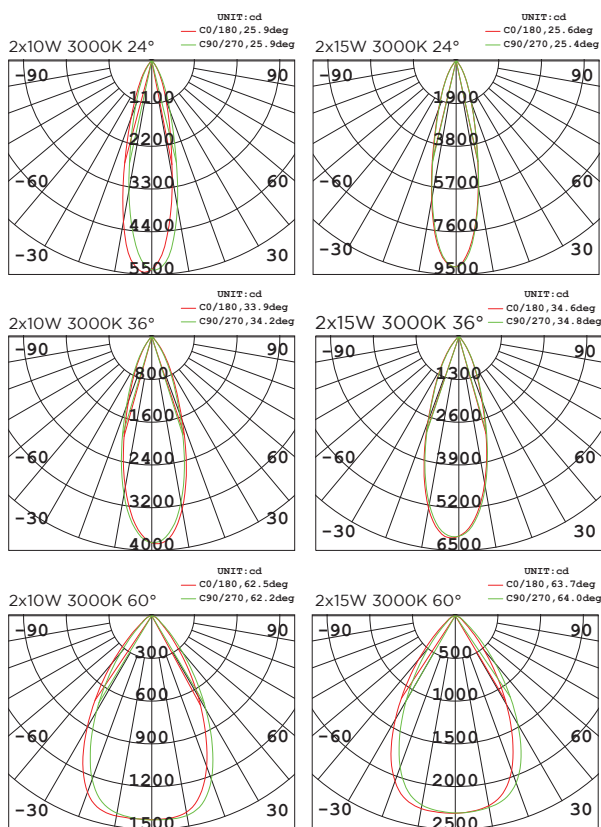 2x10W 3000K 24°
UNIT:cd
C0/180,25.9deg
C90/270,25.9deg
-90
90
1100
2200
-60
3300
60
4400
-30
30
5500
2x15W 3000K 24°
UNIT:cd
C0/180,25.6deg
C90/270,25.4deg
-90
90
1900
3800
-60
5700
60
7600
-30
30
9500
2x10W 3000K 36°
UNIT:cd
C0/180,33.9deg
C90/270,34.2deg
-90
90
800
1600
-60
2400
60
3200
-30
30
4000
2x15W 3000K 36°
UNIT:cd
C0/180,34.6deg
C90/270,34.8deg
-90
90
1300
2600
-60
3900
60
5200
-30
30
6500
2x10W 3000K 60°
UNIT:cd
C0/180,62.5deg
C90/270,62.2deg
-90
90
300
600
-60
900
60
1200
-30
30
1500
2x15W 3000K 60°
UNIT:cd
C0/180,63.7deg
C90/270,64.0deg
-90
90
500
1000
-60
1500
60
2000
-30
30
2500